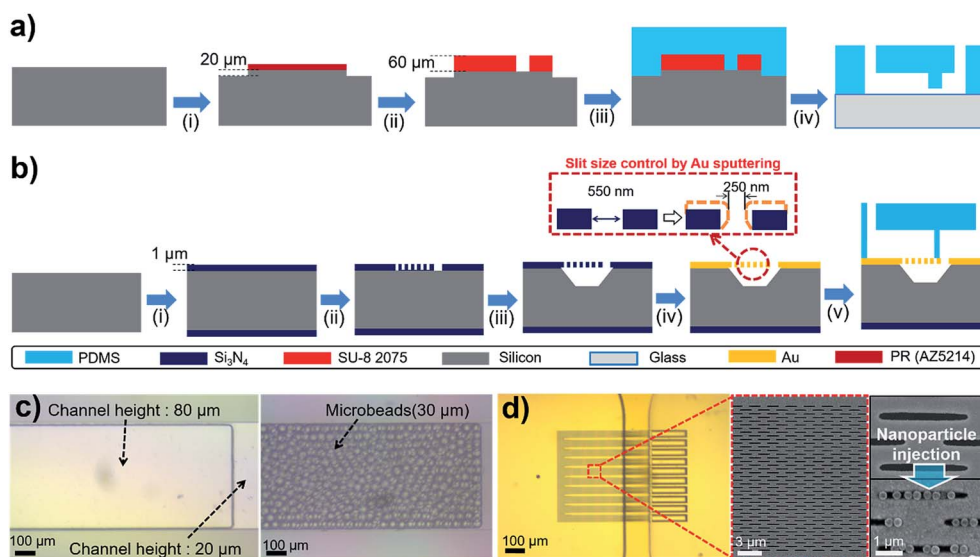 a)
20 µm
60 µm
(i)
(ii)
(iii)
(iv)
b)
Slit size control by Au sputtering
550 nm
250 nm
1 µm
(i)
(ii)
(iii)
(iv)
(v)
PDMS
Si₃N₄
SU-8 2075
Silicon
Glass
Au
PR (AZ5214)
c)
Channel height : 80 µm
Microbeads(30 µm)
100 µm
Channel height : 20 µm
100 µm
d)
Nanoparticle
injection
100 µm
3 µm
1 µm